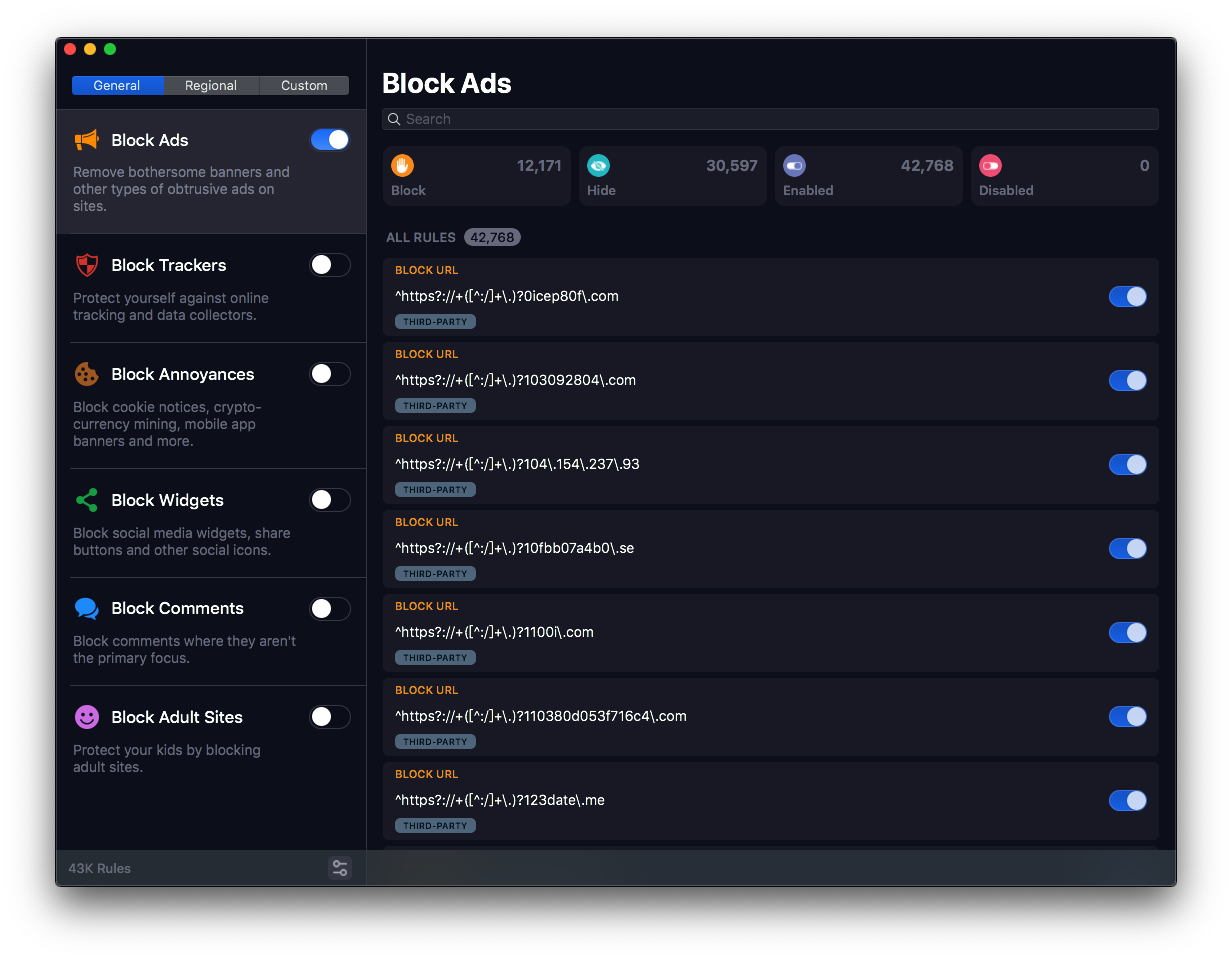 General Regional Custom
Block Ads
Remove bothersome banners and
other types of obtrusive ads on
sites.
Block Trackers
Protect yourself against online
tracking and data collectors.
Block Annoyances
Block cookie notices, crypto-
currency mining, mobile app
banners and more.
Block Widgets
Block social media widgets, share
buttons and other social icons.
Block Comments
Block comments where they aren't
the primary focus.
Block Adult Sites
Protect your kids by blocking
adult sites.
43K Rules
Block Ads
Search
12,171
Block
30,597
Hide
42,768
Enabled
0
Disabled
ALL RULES 42,768
BLOCK URL
^https?://+([^:/]+\.)?0icep80f\.com
THIRD-PARTY
BLOCK URL
^https?://+([^:/]+\.)?103092804\.com
THIRD-PARTY
BLOCK URL
^https?://+([^:/]+\.)?104\.154\.237\.93
THIRD-PARTY
BLOCK URL
^https?://+([^:/]+\.)?10fbb07a4b0\.se
THIRD-PARTY
BLOCK URL
^https?://+([^:/]+\.)?1100i\.com
THIRD-PARTY
BLOCK URL
^https?://+([^:/]+\.)?110380d053f716c4\.com
THIRD-PARTY
BLOCK URL
^https?://+([^:/]+\.)?123date\.me
THIRD-PARTY